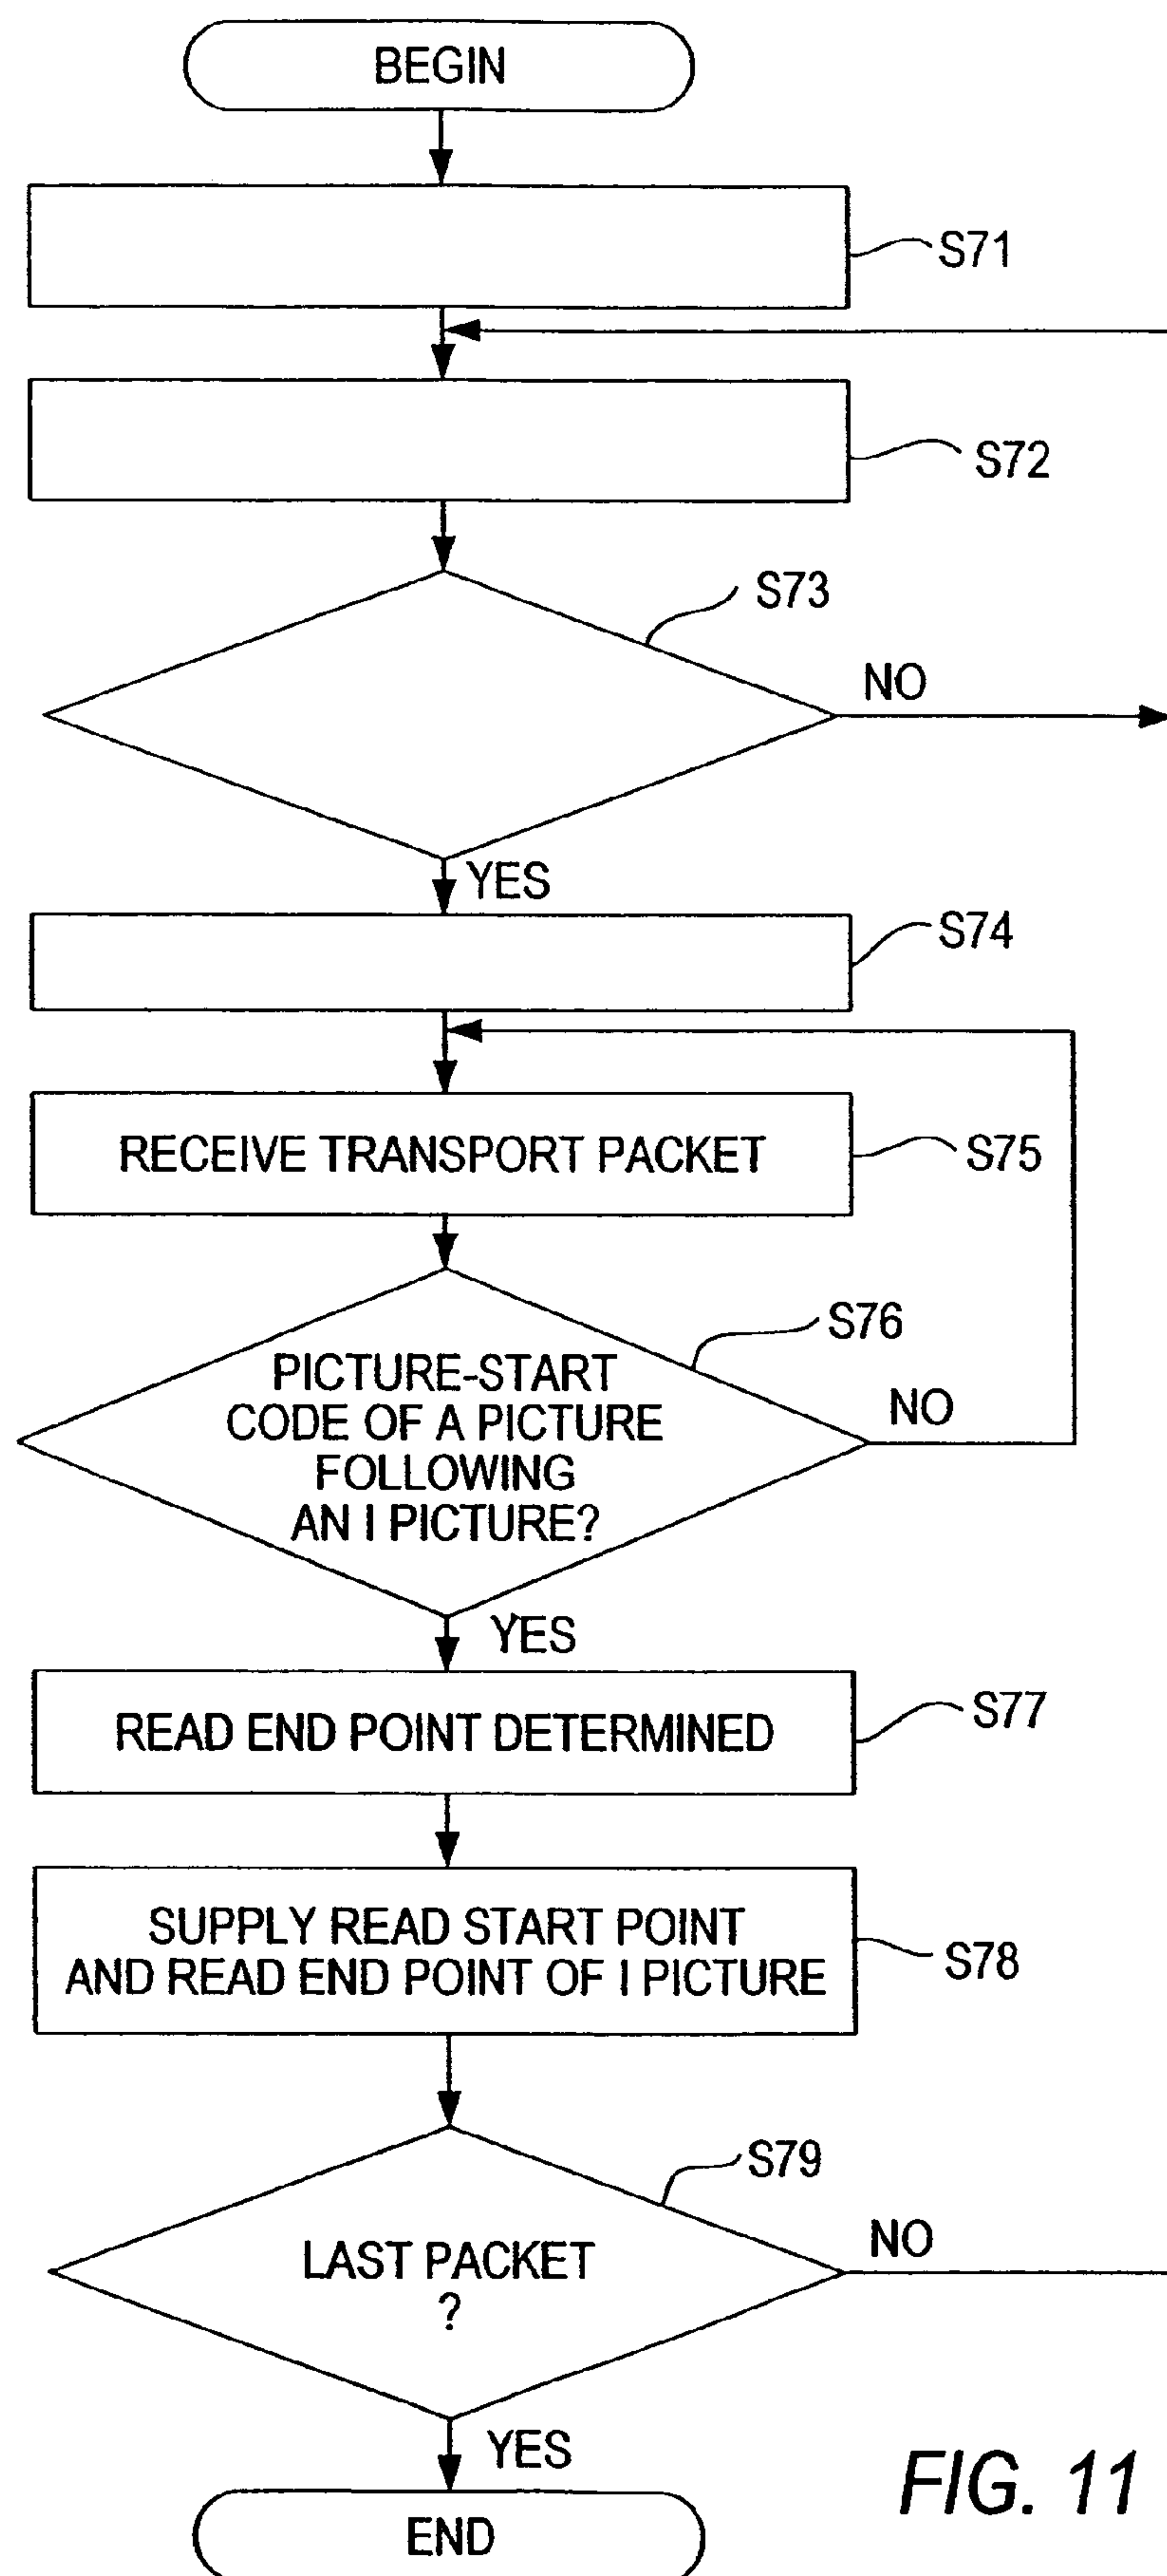 BEGIN
S71
S72
S73
NO
YES
S74
RECEIVE TRANSPORT PACKET
S75
S76
PICTURE-START
CODE OF A PICTURE
FOLLOWING
AN I PICTURE?
NO
YES
READ END POINT DETERMINED
S77
SUPPLY READ START POINT
AND READ END POINT OF I PICTURE
S78
S79
LAST PACKET
?
NO
YES
END
FIG. 11